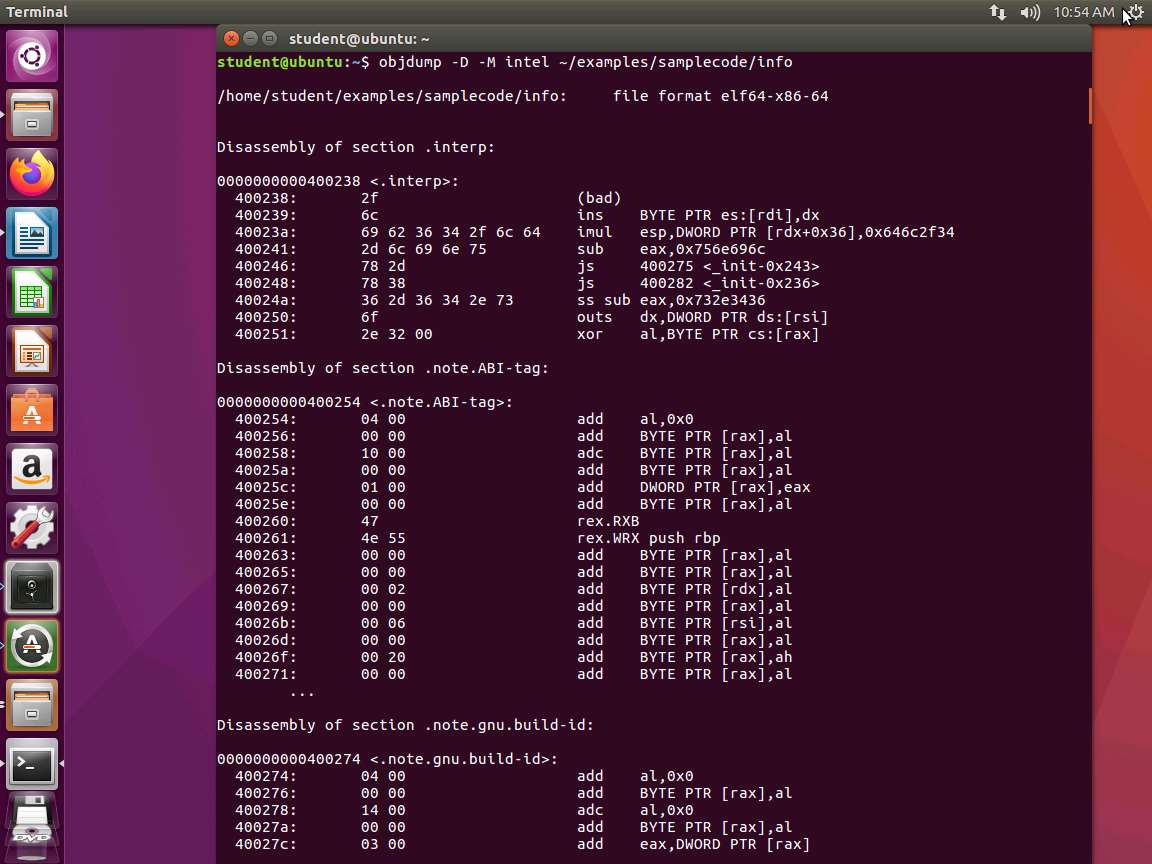 Terminal
10:54 AM
student@ubuntu: ~
student@ubuntu:~$ objdump -D -M intel ~/examples/samplecode/info
/home/student/examples/samplecode/info:     file format elf64-x86-64
Disassembly of section .interp:
0000000000400238 <.interp>:
  400238:	2f                   	(bad)
  400239:	6c                   	ins    BYTE PTR es:[rdi],dx
  40023a:	69 62 36 34 2f 6c 64 	imul   esp,DWORD PTR [rdx+0x36],0x646c2f34
  400241:	2d 6c 69 6e 75       	sub    eax,0x756e696c
  400246:	78 2d                	js     400275 <_init-0x243>
  400248:	78 38                	js     400282 <_init-0x236>
  40024a:	36 2d 36 34 2e 73    	ss sub eax,0x732e3436
  400250:	6f                   	outs   dx,DWORD PTR ds:[rsi]
  400251:	2e 32 00             	xor    al,BYTE PTR cs:[rax]
Disassembly of section .note.ABI-tag:
0000000000400254 <.note.ABI-tag>:
  400254:	04 00                	add    al,0x0
  400256:	00 00                	add    BYTE PTR [rax],al
  400258:	10 00                	adc    BYTE PTR [rax],al
  40025a:	00 00                	add    BYTE PTR [rax],al
  40025c:	01 00                	add    DWORD PTR [rax],eax
  40025e:	00 00                	add    BYTE PTR [rax],al
  400260:	47                   	rex.RXB
  400261:	4e 55                	rex.WRX push rbp
  400263:	00 00                	add    BYTE PTR [rax],al
  400265:	00 00                	add    BYTE PTR [rax],al
  400267:	00 02                	add    BYTE PTR [rdx],al
  400269:	00 00                	add    BYTE PTR [rax],al
  40026b:	00 06                	add    BYTE PTR [rsi],al
  40026d:	00 00                	add    BYTE PTR [rax],al
  40026f:	00 20                	add    BYTE PTR [rax],ah
  400271:	00 00                	add    BYTE PTR [rax],al
	...
Disassembly of section .note.gnu.build-id:
0000000000400274 <.note.gnu.build-id>:
  400274:	04 00                	add    al,0x0
  400276:	00 00                	add    BYTE PTR [rax],al
  400278:	14 00                	adc    al,0x0
  40027a:	00 00                	add    BYTE PTR [rax],al
  40027c:	03 00                	add    eax,DWORD PTR [rax]
A
a
A
>_
DVD